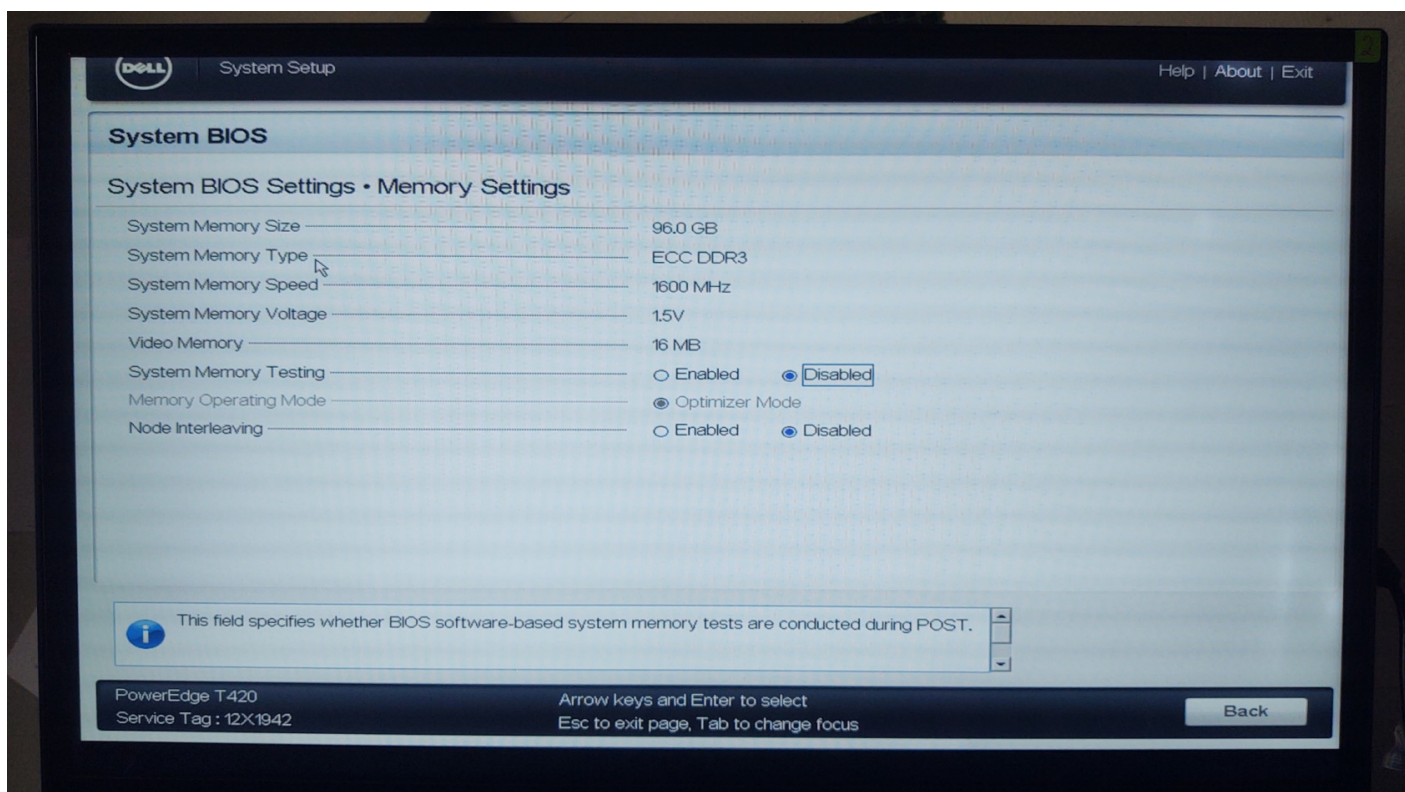 DELL System Setup Help | About | Exit
2
System BIOS
System BIOS Settings • Memory Settings
System Memory Size 96.0 GB
System Memory Type ECC DDR3
System Memory Speed 1600 MHz
System Memory Voltage 1.5V
Video Memory 16 MB
System Memory Testing Enabled Disabled
Memory Operating Mode Optimizer Mode
Node Interleaving Enabled Disabled
This field specifies whether BIOS software-based system memory tests are conducted during POST.
PowerEdge T420 Arrow keys and Enter to select
Service Tag : 12X1942 Esc to exit page, Tab to change focus
Back